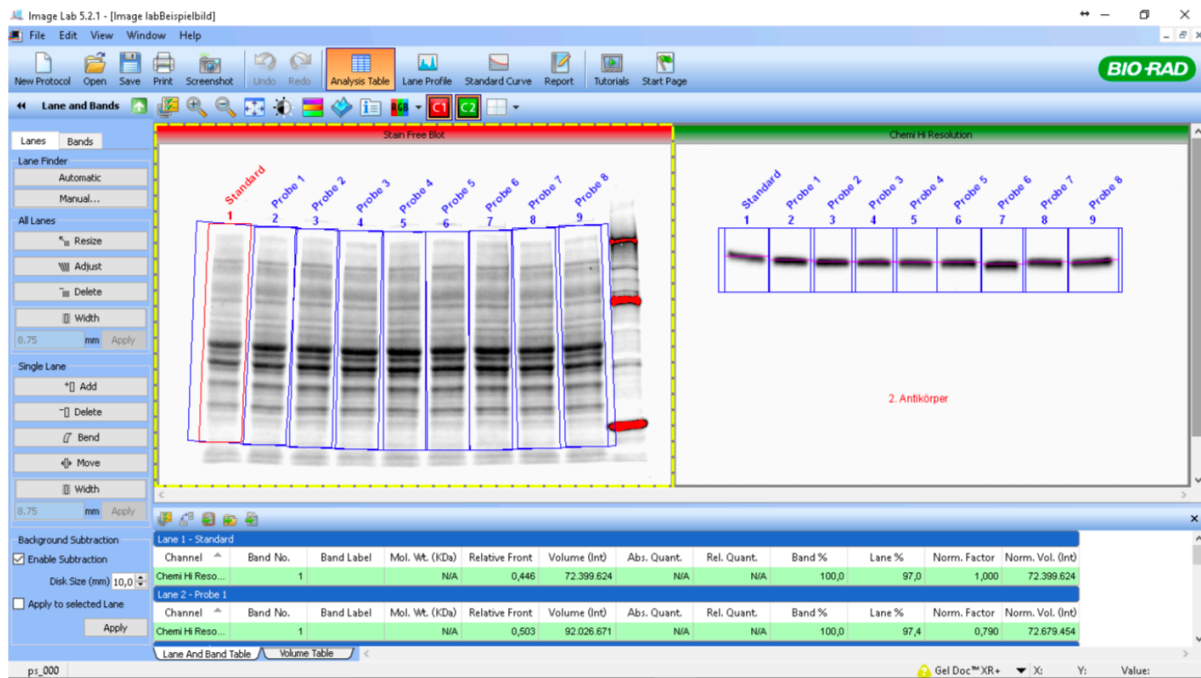 Image Lab 5.2.1 - [Image labBeispielbild]
File Edit View Window Help
New Protocol Open Save Print Screenshot Undo Redo Analysis Table Lane Profile Standard Curve Report Tutorials Start Page
BIO-RAD
Lane and Bands RGB C1 C2
Lanes Bands
Lane Finder
Automatic
Manual...
All Lanes
Resize
Adjust
Delete
Width
8.75 mm Apply
Single Lane
Add
Delete
Bend
Move
Width
8.75 mm Apply
Background Subtraction
Enable Subtraction
Disk Size (mm) 10,0
Apply to selected Lane
Apply
Stain Free Blot
Standard Probe 1 Probe 2 Probe 3 Probe 4 Probe 5 Probe 6 Probe 7 Probe 8
1 2 3 4 5 6 7 8 9
Chemi Hi Resolution
Standard Probe 1 Probe 2 Probe 3 Probe 4 Probe 5 Probe 6 Probe 7 Probe 8
1 2 3 4 5 6 7 8 9
2. Antikörper
Lane 1 - Standard
Channel Band No. Band Label Mol. Wt. (KDa) Relative Front Volume (Int) Abs. Quant. Rel. Quant. Band % Lane % Norm. Factor Norm. Vol. (Int)
Chemi Hi Reso... 1 N/A 0,446 72.399.624 N/A N/A 100,0 97,0 1,000 72.399.624
Lane 2 - Probe 1
Channel Band No. Band Label Mol. Wt. (KDa) Relative Front Volume (Int) Abs. Quant. Rel. Quant. Band % Lane % Norm. Factor Norm. Vol. (Int)
Chemi Hi Reso... 1 N/A 0,503 92.026.671 N/A N/A 100,0 97,4 0,790 72.679.454
Lane And Band Table Volume Table
ps_000 Gel Doc™ XR+ X: Y: Value: